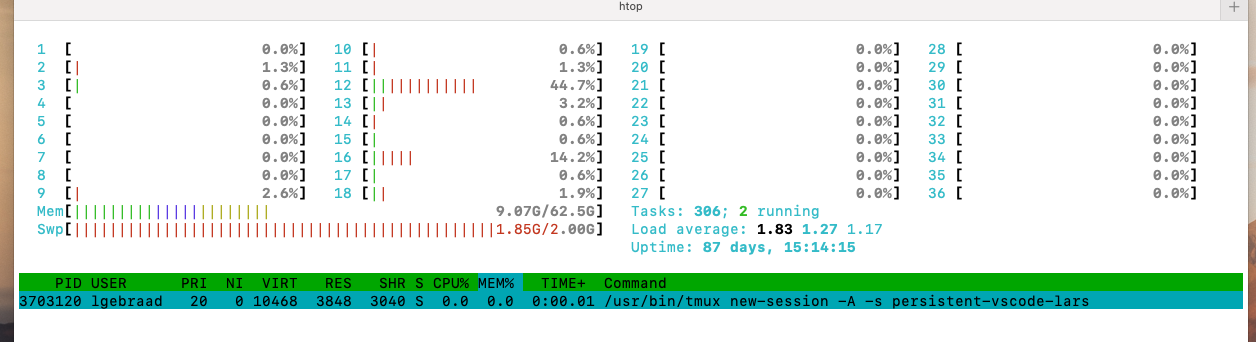 htop
1 [ 0.0%] 10 [| 0.6%] 19 [ 0.0%] 28 [ 0.0%]
2 [| 1.3%] 11 [| 1.3%] 20 [ 0.0%] 29 [ 0.0%]
3 [| 0.6%] 12 [|||||||||||| 44.7%] 21 [ 0.0%] 30 [ 0.0%]
4 [ 0.0%] 13 [|| 3.2%] 22 [ 0.0%] 31 [ 0.0%]
5 [ 0.0%] 14 [| 0.6%] 23 [ 0.0%] 32 [ 0.0%]
6 [ 0.0%] 15 [| 0.6%] 24 [ 0.0%] 33 [ 0.0%]
7 [ 0.0%] 16 [||||| 14.2%] 25 [ 0.0%] 34 [ 0.0%]
8 [ 0.0%] 17 [| 0.6%] 26 [ 0.0%] 35 [ 0.0%]
9 [| 2.6%] 18 [|| 1.9%] 27 [ 0.0%] 36 [ 0.0%]
Mem[|||||||||||||||||||||| 9.07G/62.5G] Tasks: 306; 2 running
Swp[|||||||||||||||||||||||||||||||||||||||||||||||1.85G/2.00G] Load average: 1.83 1.27 1.17
Uptime: 87 days, 15:14:15
PID USER PRI NI VIRT RES SHR S CPU% MEM% TIME+ Command
3703120 lgebraad 20 0 10468 3848 3040 S 0.0 0.0 0:00.01 /usr/bin/tmux new-session -A -s persistent-vscode-lars